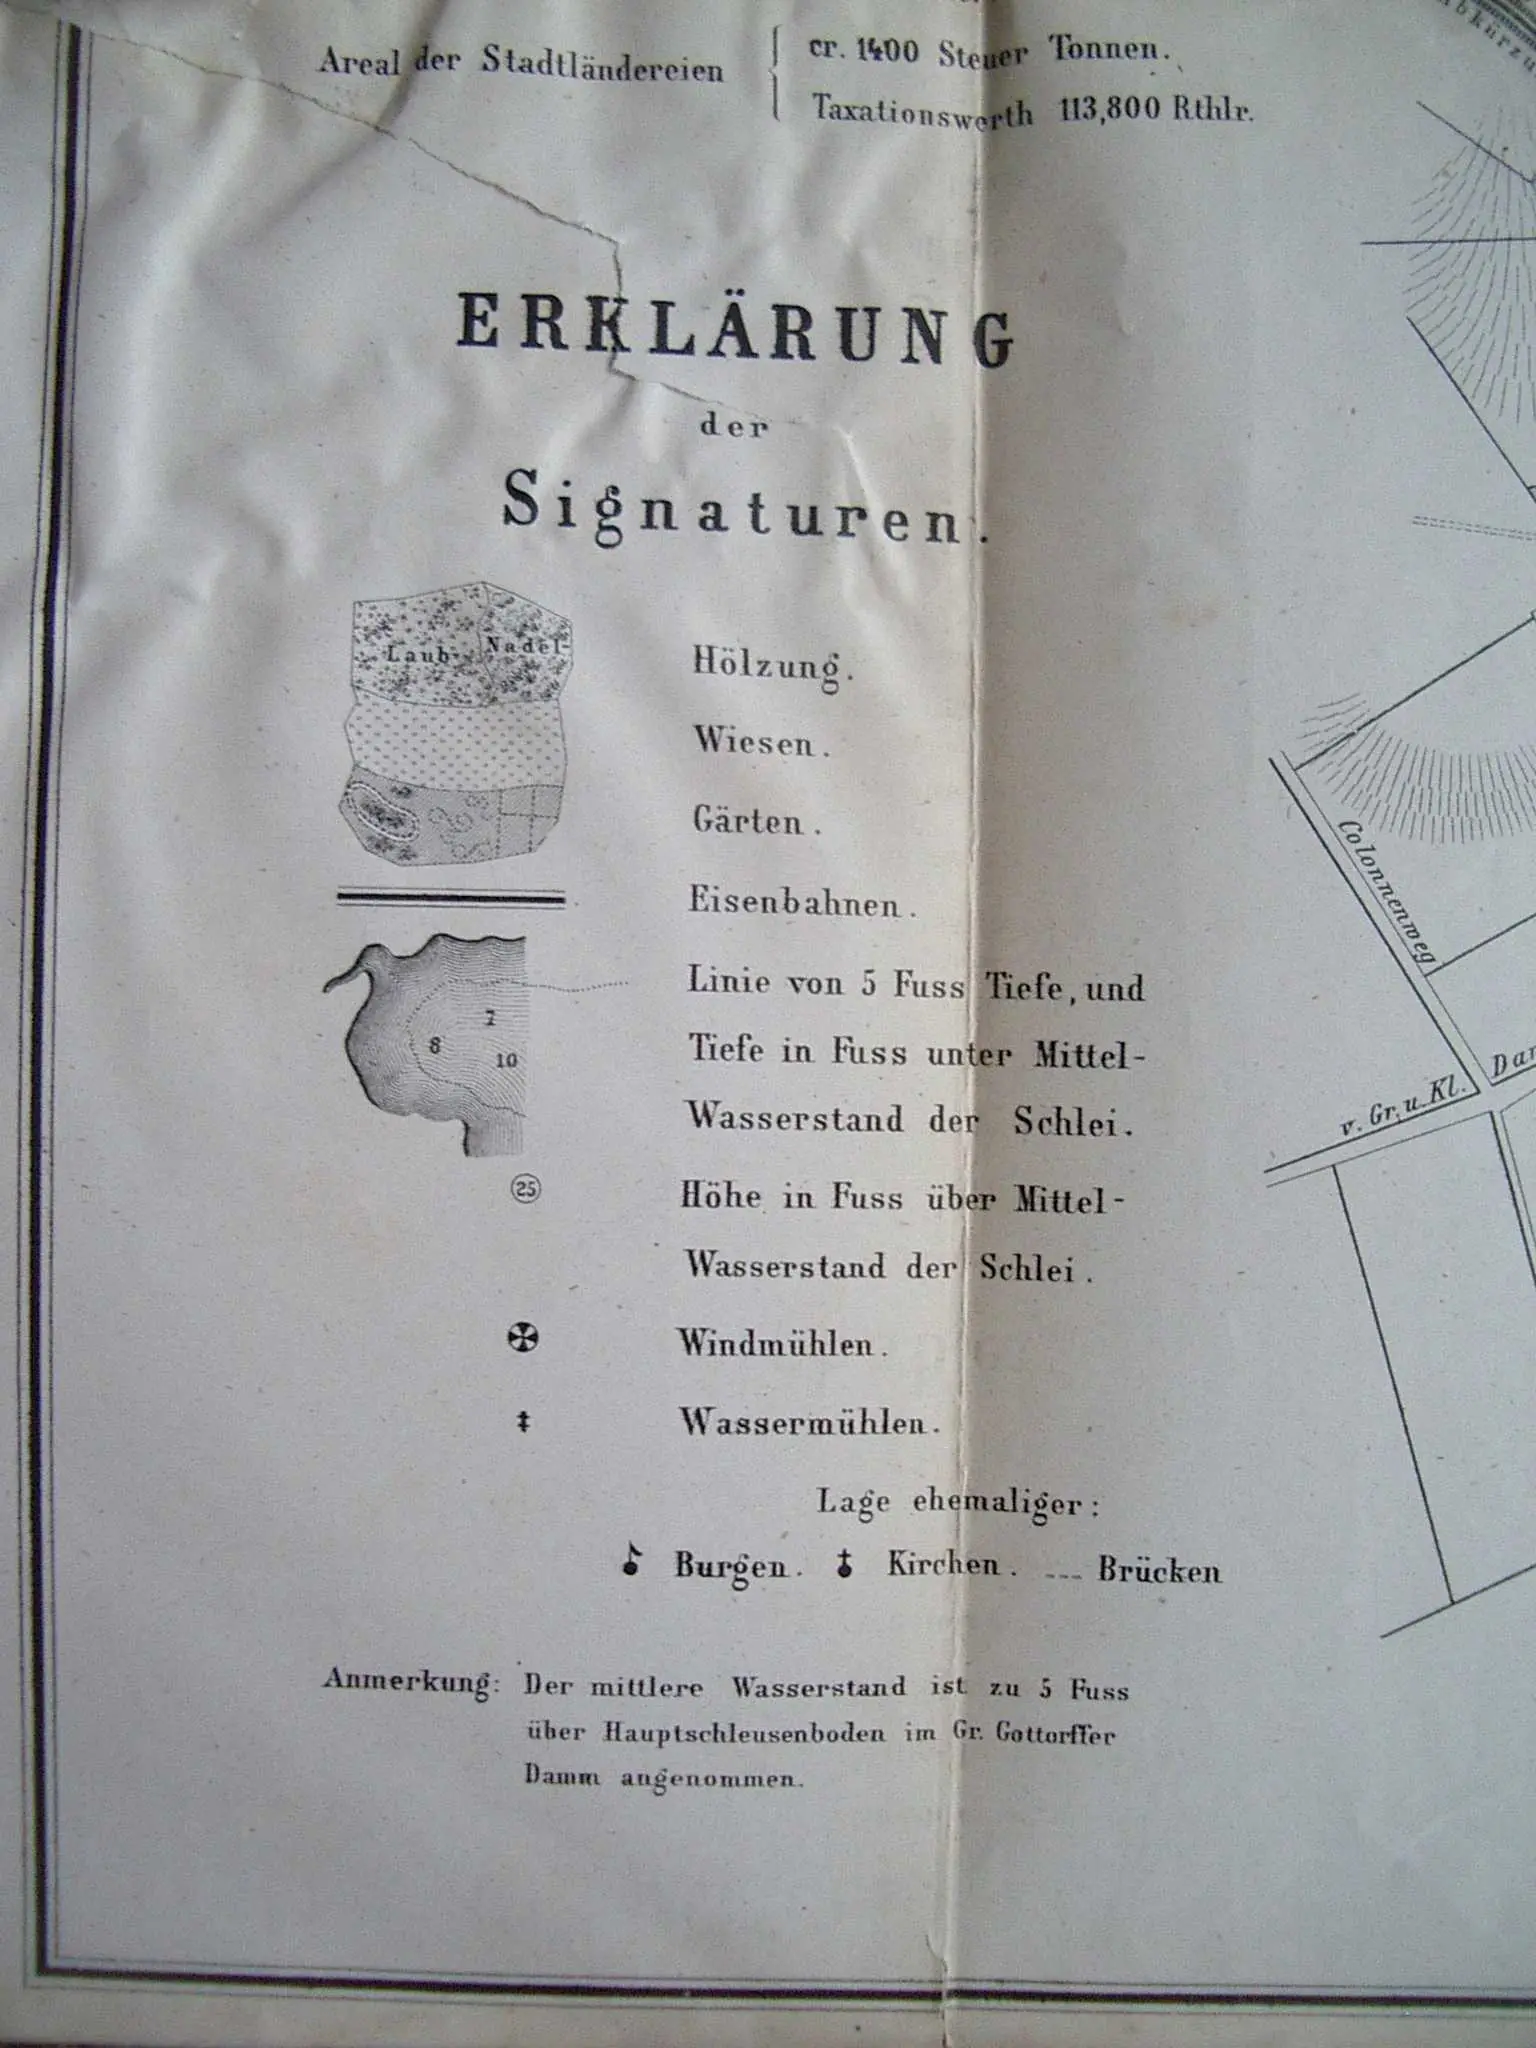 Areal der Stadtländereien
cr. 1400 Steuer Tonnen.
Taxationswerth 113,800 Rthlr.
ERKLÄRUNG
der
Signaturen.
Laub- Nadel-
Hölzung.
Wiesen.
Gärten.
Eisenbahnen.
Linie von 5 Fuss Tiefe, und
Tiefe in Fuss unter Mittel-
Wasserstand der Schlei.
7
8
10
25
Höhe in Fuss über Mittel-
Wasserstand der Schlei.
Windmühlen.
Wassermühlen.
Lage ehemaliger:
Burgen. Kirchen. --- Brücken
Anmerkung: Der mittlere Wasserstand ist zu 5 Fuss
über Hauptschleusenboden im Gr. Gottorffer
Damm angenommen.
Colonnenweg
v. Gr. u. Kl.